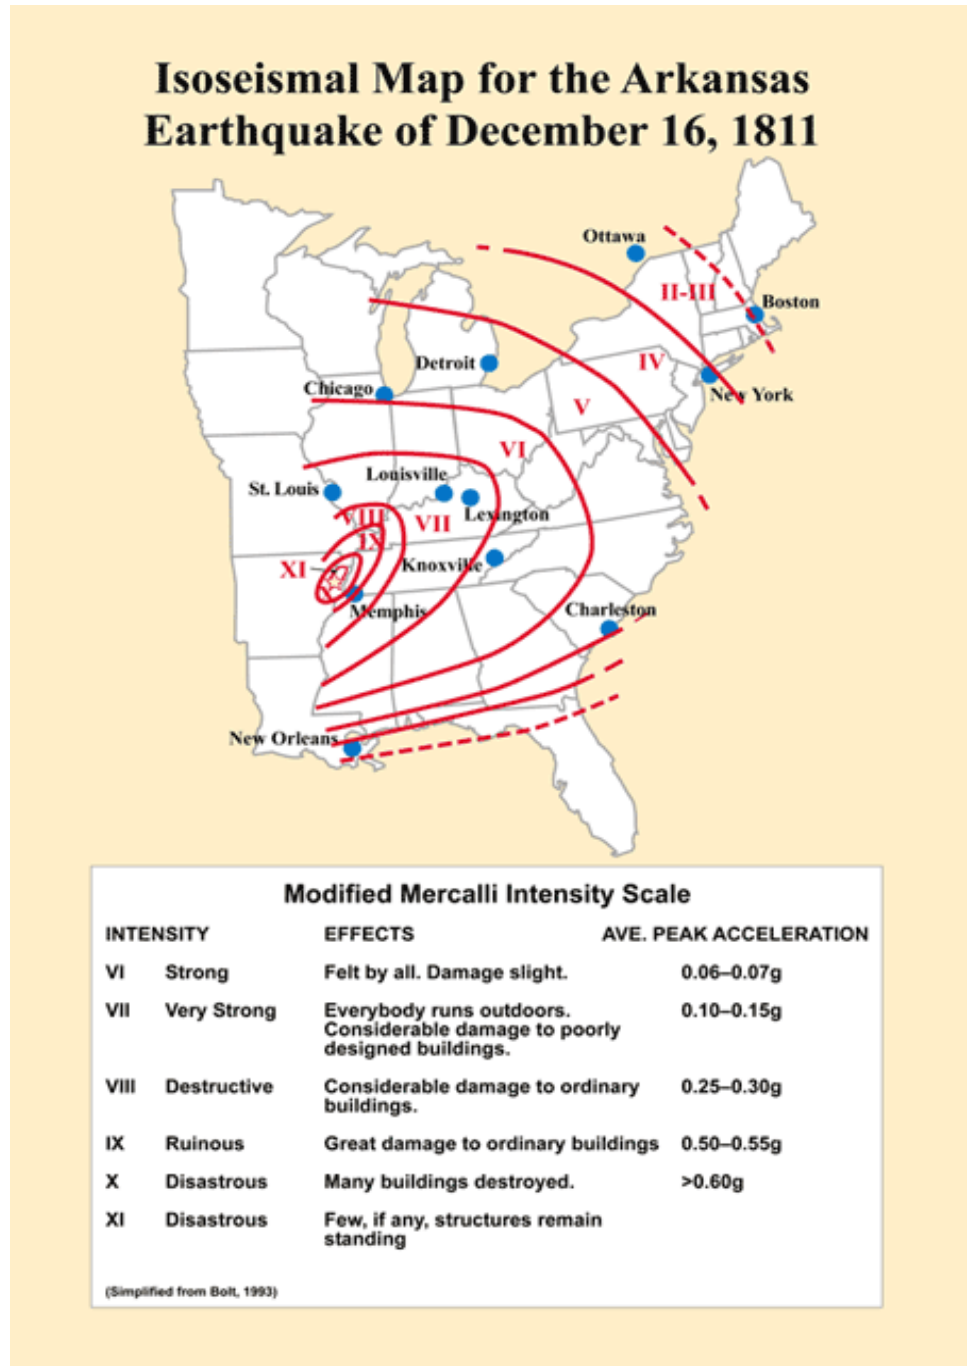 Isoseismal Map for the Arkansas
Earthquake of December 16, 1811
Ottawa
II-III
Boston
IV
Detroit
New York
Chicago
V
VI
Louisville
St. Louis
Lexington
VIII
VII
IX
Knoxville
XI
Memphis
Charleston
New Orleans
Modified Mercalli Intensity Scale
INTENSITY EFFECTS AVE. PEAK ACCELERATION
VI Strong Felt by all. Damage slight. 0.06–0.07g
VII Very Strong Everybody runs outdoors. 0.10–0.15g
Considerable damage to poorly
designed buildings.
VIII Destructive Considerable damage to ordinary 0.25–0.30g
buildings.
IX Ruinous Great damage to ordinary buildings 0.50–0.55g
X Disastrous Many buildings destroyed. >0.60g
XI Disastrous Few, if any, structures remain
standing
(Simplified from Bolt, 1993)